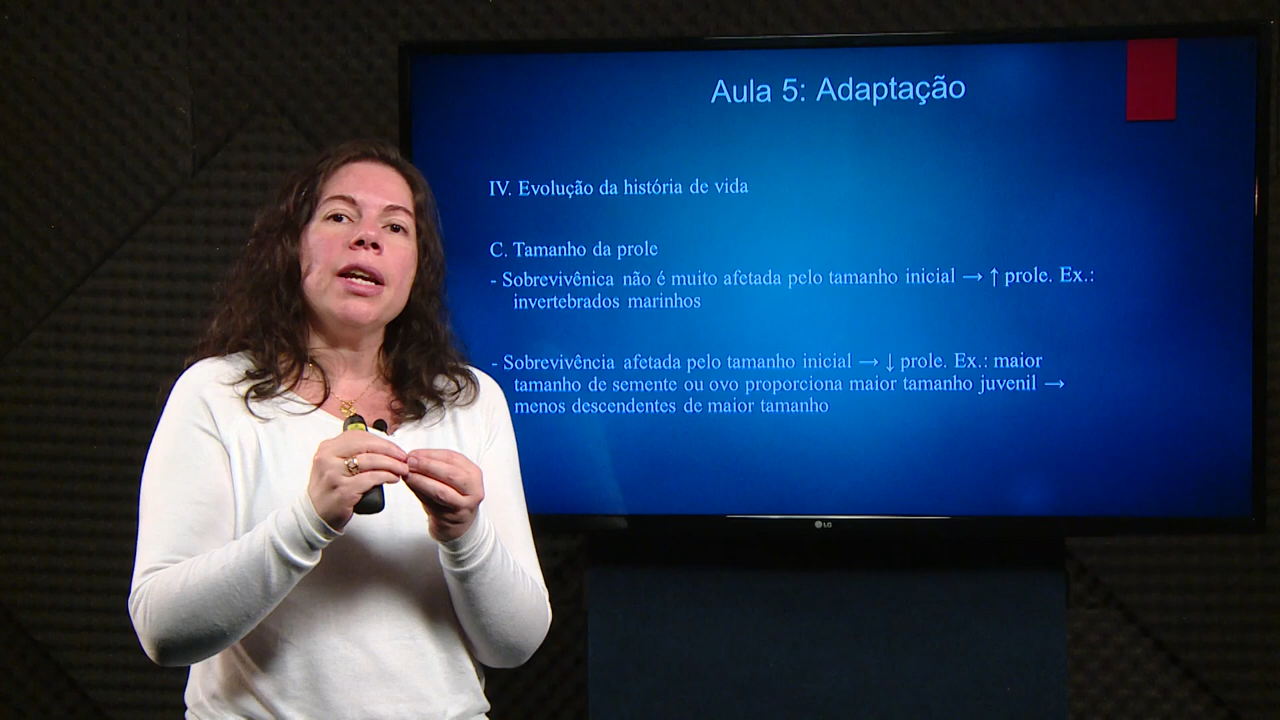 Aula 5: Adaptação
IV. Evolução da história de vida
C. Tamanho da prole
- Sobrevivênica não é muito afetada pelo tamanho inicial → ↑ prole. Ex.:
invertebrados marinhos
- Sobrevivência afetada pelo tamanho inicial → ↓ prole. Ex.: maior
tamanho de semente ou ovo proporciona maior tamanho juvenil →
menos descendentes de maior tamanho
LG